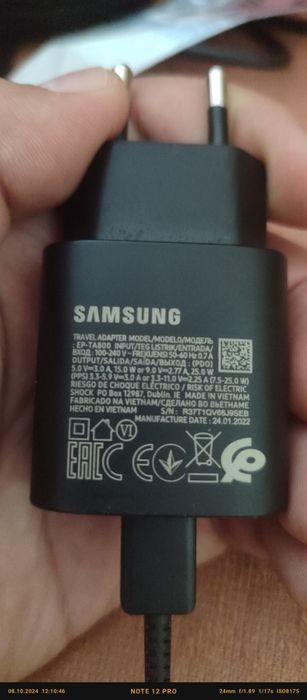 SAMSUNG
TRAVEL ADAPTER MODEL/MODELO/МОДЕЛЬ
: EP-TA800 INPUT/TEG LISTRIK/ENTRADA/
ВХОД : 100-240 V~ FREKUENSI 50-60 Hz 0.7 A
OUTPUT/SALIDA/SAÍDA/ВЫХОД : (PDO)
5.0 V⎓3.0 A, 15.0 W or 9.0 V⎓2.77 A, 25.0 W
(PPS) 3.3-5.9 V⎓3.0 A or 3.3-11.0 V⎓2.25 A (7.5-25.0 W)
RIESGO DE CHOQUE ELÉCTRICO / RISK OF ELECTRIC
SHOCK PO Box 12987, Dublin. IE MADE IN VIETNAM
FABRICADO NA VIETNAM/СДЕЛАНО ВО ВЬЕТНАМЕ
HECHO EN VIETNAM S/N : R37T1QV66J9SEB
MANUFACTURE DATE : 24.01.2022
VI
EAC CE
08.10.2024 12:10:46 NOTE 12 PRO 24mm f/1.89 1/17s ISO8175